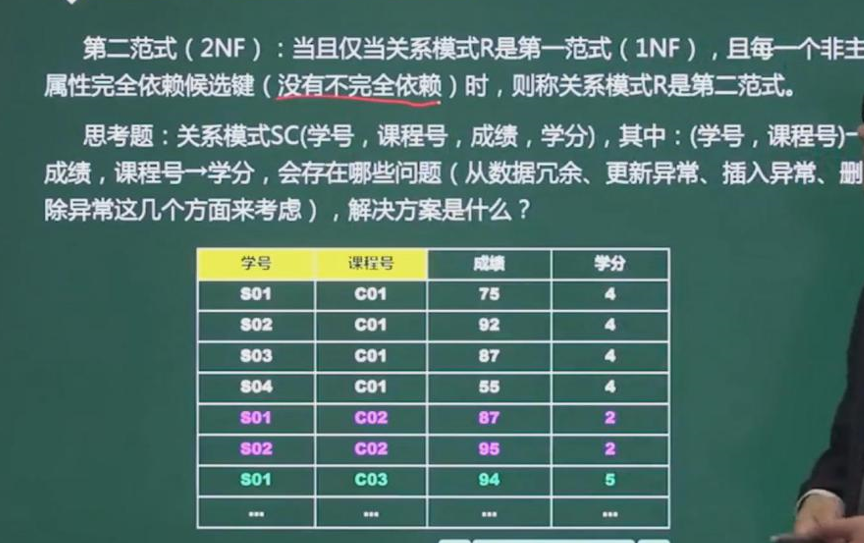 第二范式（2NF）：当且仅当关系模式R是第一范式（1NF），且每一个非主
属性完全依赖候选键（没有不完全依赖）时，则称关系模式R是第二范式。
思考题：关系模式SC(学号，课程号，成绩，学分)，其中：(学号，课程号)→
成绩，课程号→学分，会存在哪些问题（从数据冗余、更新异常、插入异常、删
除异常这几个方面来考虑），解决方案是什么？
学号 课程号 成绩 学分
S01 C01 75 4
S02 C01 92 4
S03 C01 87 4
S04 C01 55 4
S01 C02 87 2
S02 C02 95 2
S01 C03 94 5
... ... ... ...